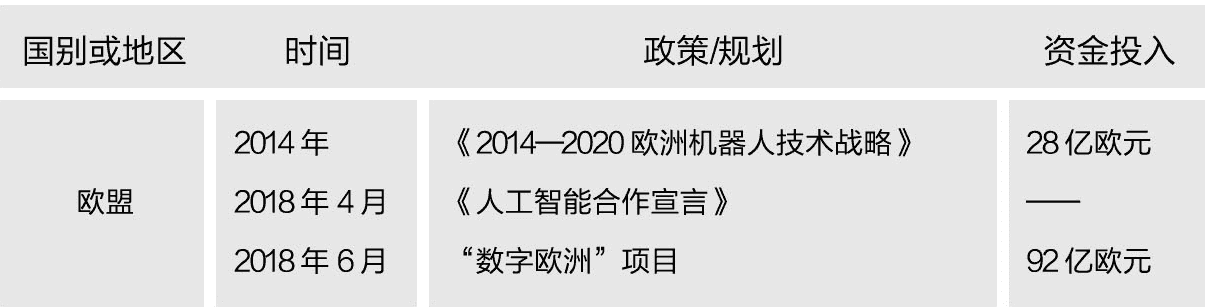 国别或地区 时间 政策/规划 资金投入
2014年 《2014—2020欧洲机器人技术战略》 28亿欧元
欧盟 2018年4月 《人工智能合作宣言》 ——
2018年6月 “数字欧洲”项目 92亿欧元